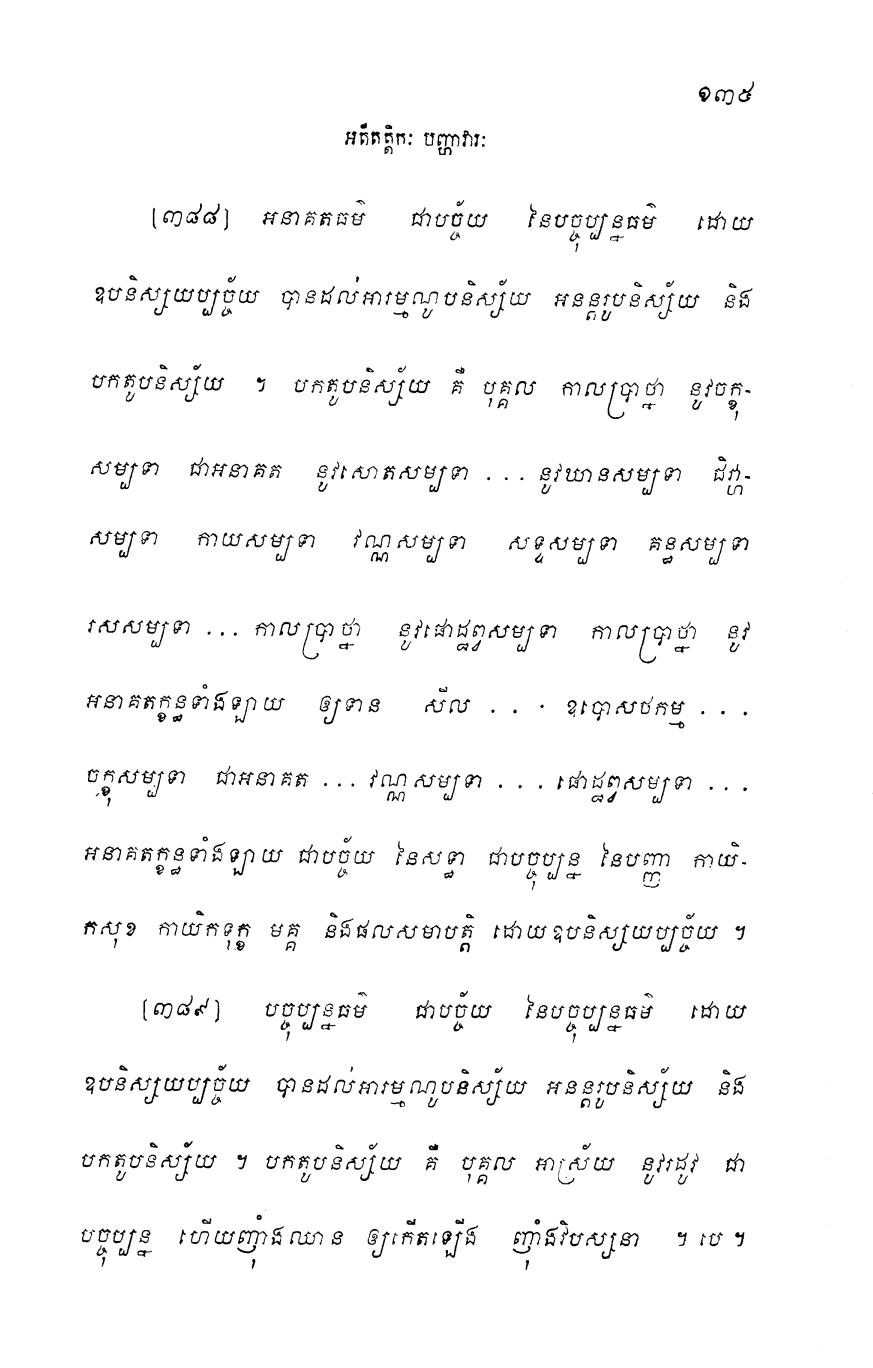 ១៣៥
អតីតត្តិកៈ បញ្ហាវារៈ
[៣៨៨] អនាគតធម៌ ជាបច្ច័យ នៃបច្ចុប្បន្នធម៌ ដោយ
ឧបនិស្សយប្បច្ច័យ បានដល់អារម្មណូបនិស្ស័យ អនន្តរូបនិស្ស័យ និង
បកតូបនិស្ស័យ ។ បកតូបនិស្ស័យ គឺ បុគ្គល កាលប្រាថ្នា នូវចក្ខុ-
សម្បទា ជាអនាគត នូវសោតសម្បទា ... នូវឃានសម្បទា ជិវ្ហា-
សម្បទា កាយសម្បទា វណ្ណសម្បទា សទ្ទសម្បទា គន្ធសម្បទា
រសសម្បទា ... កាលប្រាថ្នា នូវផោដ្ឋព្វសម្បទា កាលប្រាថ្នា នូវ
អនាគតក្ខន្ធទាំងឡាយ ឲ្យទាន សីល ... ឧបោសថកម្ម ...
ចក្ខុសម្បទា ជាអនាគត ... វណ្ណសម្បទា ... ផោដ្ឋព្វសម្បទា ...
អនាគតក្ខន្ធទាំងឡាយ ជាបច្ច័យ នៃសទ្ធា ជាបច្ចុប្បន្ន នៃបញ្ញា កាយិ-
កសុខ កាយិកទុក្ខ មគ្គ និងផលសមាបត្តិ ដោយឧបនិស្សយប្បច្ច័យ ។
[៣៨៩] បច្ចុប្បន្នធម៌ ជាបច្ច័យ នៃបច្ចុប្បន្នធម៌ ដោយ
ឧបនិស្សយប្បច្ច័យ បានដល់អារម្មណូបនិស្ស័យ អនន្តរូបនិស្ស័យ និង
បកតូបនិស្ស័យ ។ បកតូបនិស្ស័យ គឺ បុគ្គល អាស្រ័យ នូវរដូវ ជា
បច្ចុប្បន្ន ហើយញ៉ាំងឈាន ឲ្យកើតឡើង ញ៉ាំងវិបស្សនា ។ បេ ។